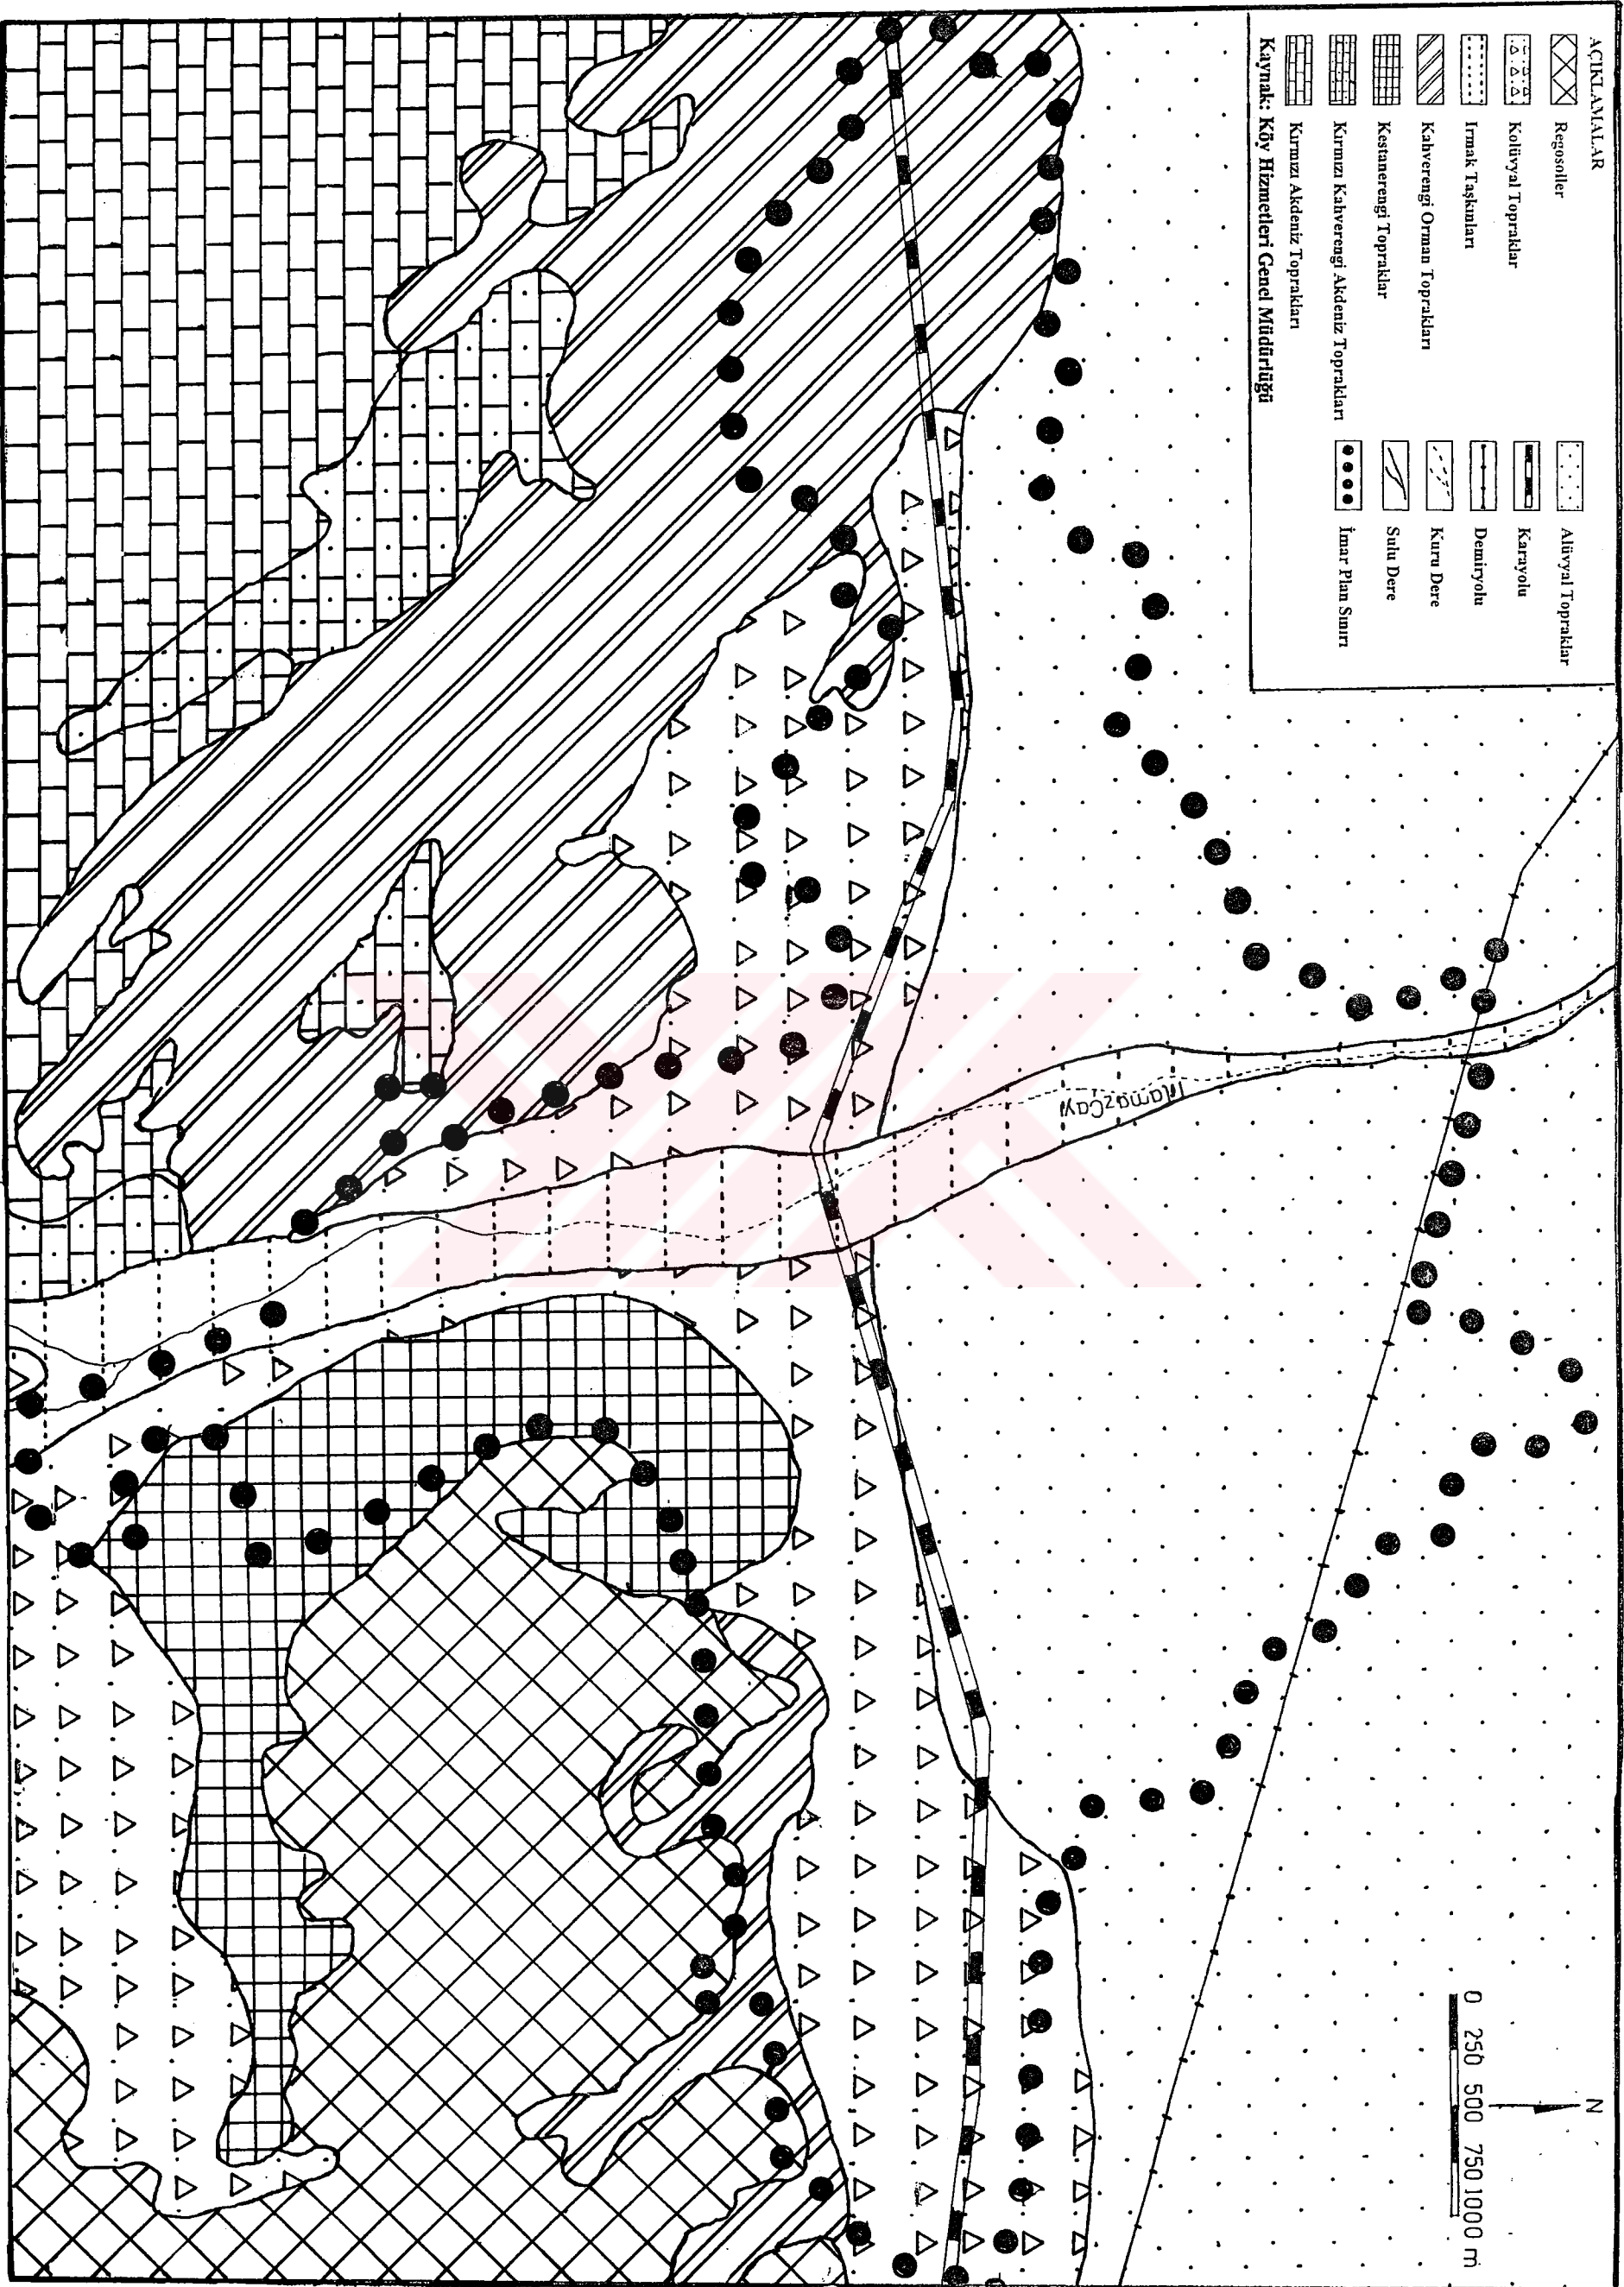 AÇIKLAMALAR
Regosoller
Kolüvyal Topraklar
Irmak Taşkınları
Kahverengi Orman Toprakları
Kestanerengi Topraklar
Kırmızı Kahverengi Akdeniz Toprakları
Kırmızı Akdeniz Toprakları
Alüvyal Topraklar
Karayolu
Demiryolu
Kuru Dere
Sulu Dere
İmar Plan Sınırı
Kaynak: Köy Hizmetleri Genel Müdürlüğü
N
0 250 500 750 1000 m
Çayı